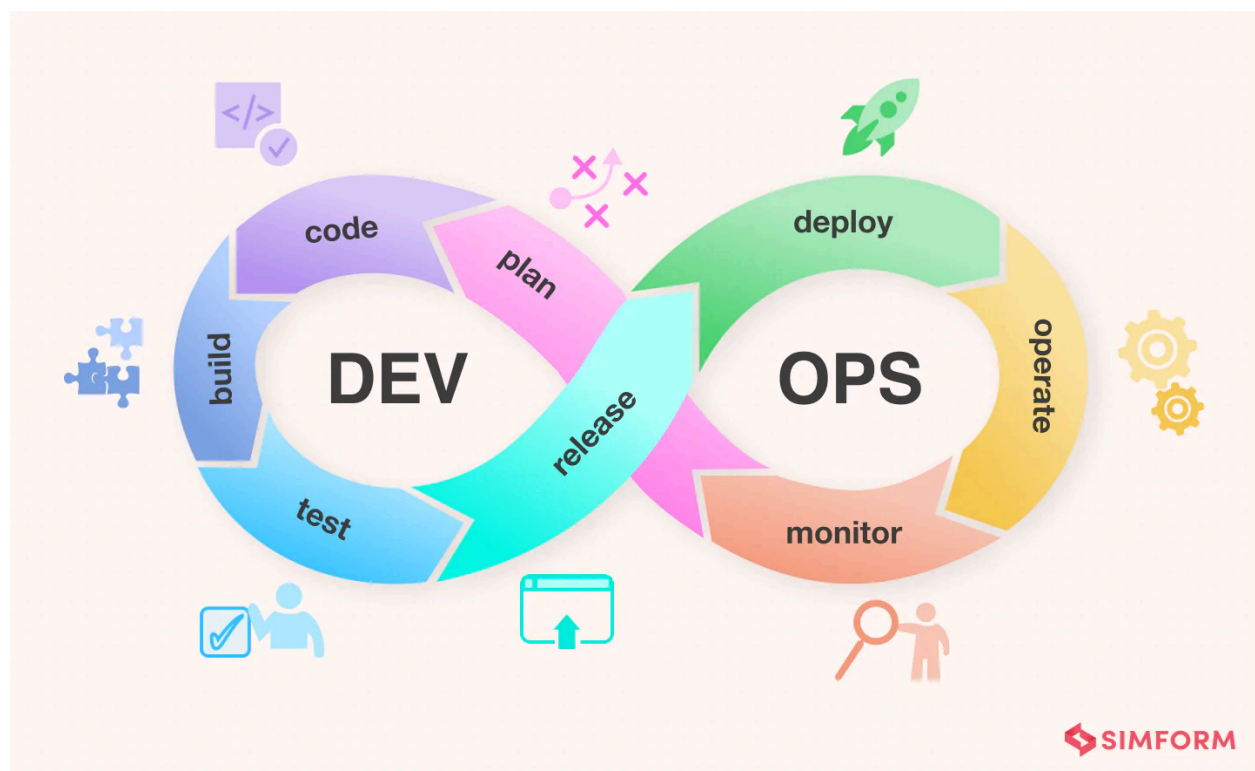 </>
code
plan
deploy
build
DEV
OPS
operate
release
test
monitor
SIMFORM